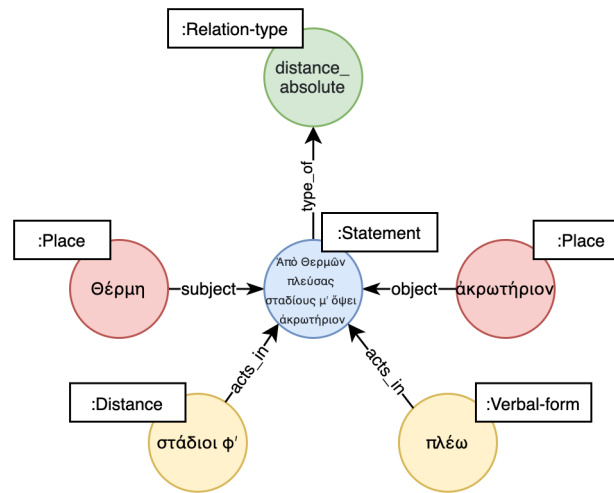 :Relation-type
distance_
absolute
type_of
:Place
:Statement
:Place
Θέρμη
subject
Ἀπὸ Θερμῶν
πλεύσας
σταδίους μ' ὄψει
ἀκρωτήριον
object
ἀκρωτήριον
acts_in
acts_in
:Distance
:Verbal-form
στάδιοι φ'
πλέω